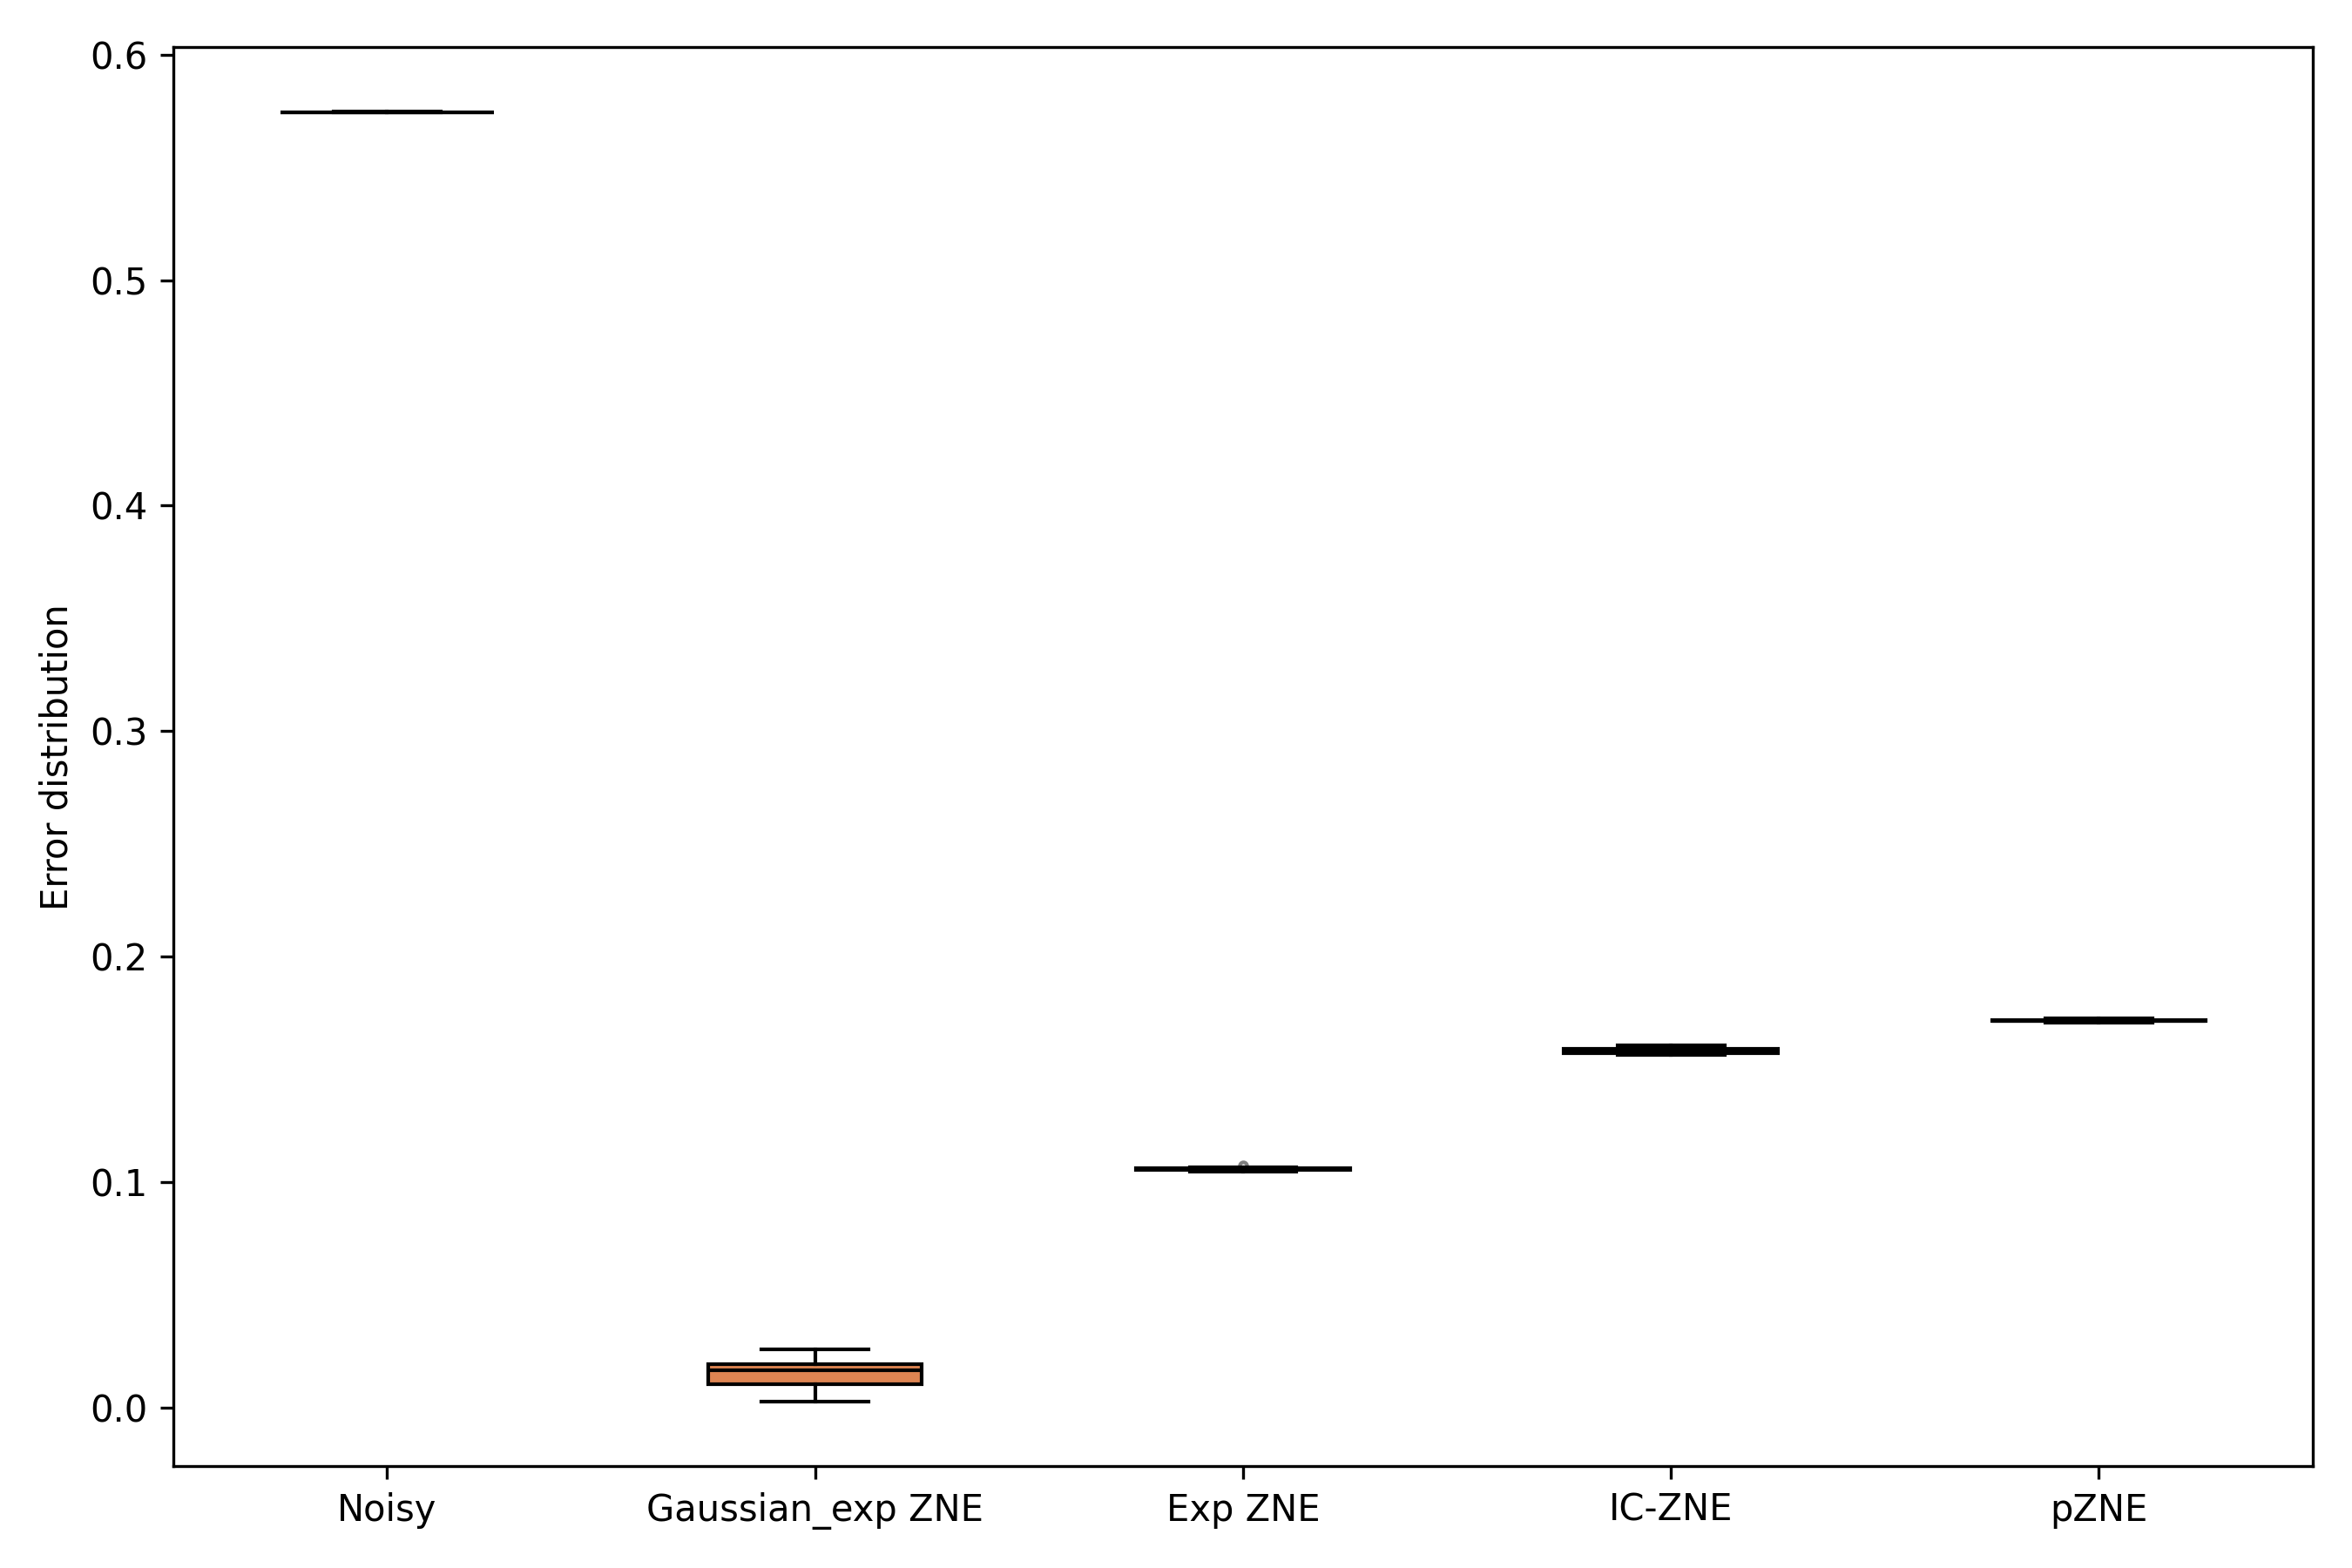 Error distribution
0.6
0.5
0.4
0.3
0.2
0.1
0.0
Noisy
Gaussian_exp ZNE
Exp ZNE
IC-ZNE
pZNE